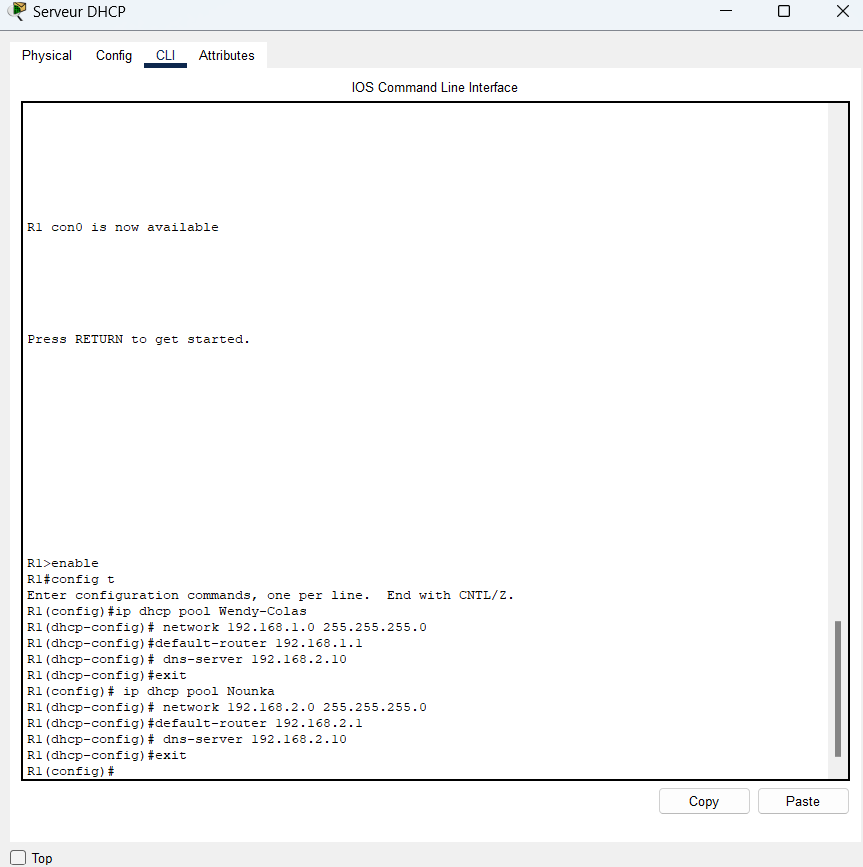 Serveur DHCP
Physical Config CLI Attributes
IOS Command Line Interface
R1 con0 is now available
Press RETURN to get started.
R1>enable
R1#config t
Enter configuration commands, one per line.  End with CNTL/Z.
R1(config)#ip dhcp pool Wendy-Colas
R1(dhcp-config)# network 192.168.1.0 255.255.255.0
R1(dhcp-config)#default-router 192.168.1.1
R1(dhcp-config)# dns-server 192.168.2.10
R1(dhcp-config)#exit
R1(config)# ip dhcp pool Nounka
R1(dhcp-config)# network 192.168.2.0 255.255.255.0
R1(dhcp-config)#default-router 192.168.2.1
R1(dhcp-config)# dns-server 192.168.2.10
R1(dhcp-config)#exit
R1(config)#
Copy Paste
Top